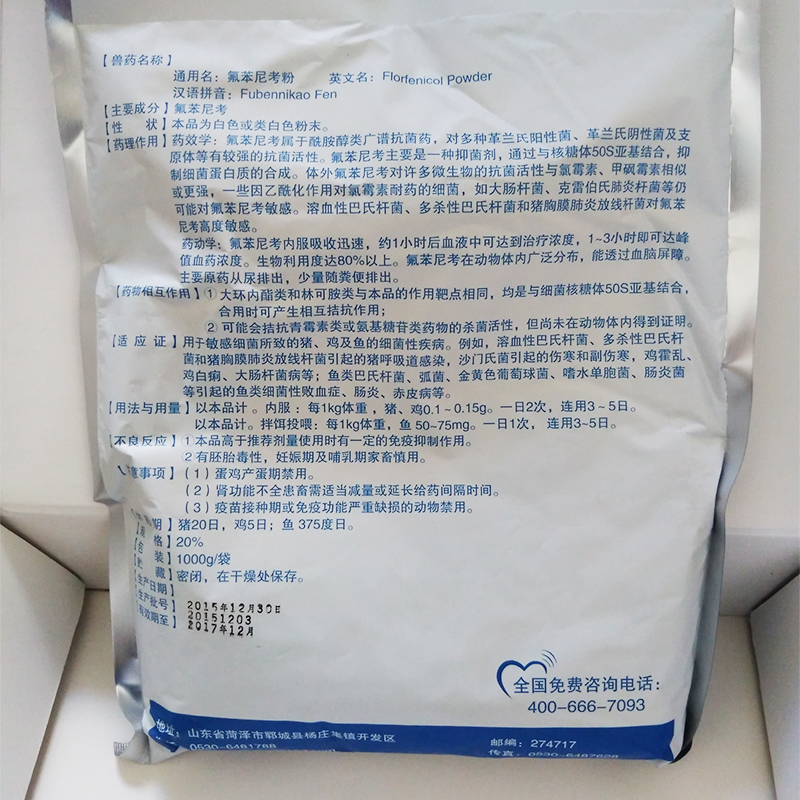 【兽药名称】
通用名：氟苯尼考粉 英文名：Florfenicol Powder
汉语拼音：Fubennikao Fen
【主要成分】氟苯尼考
【性 状】本品为白色或类白色粉末。
【药理作用】药效学：氟苯尼考属于酰胺醇类广谱抗菌药，对多种革兰氏阳性菌、革兰氏阴性菌及支
原体等有较强的抗菌活性。氟苯尼考主要是一种抑菌剂，通过与核糖体50S亚基结合，抑
制细菌蛋白质的合成。体外氟苯尼考对许多微生物的抗菌活性与氯霉素、甲砜霉素相似
或更强，一些因乙酰化作用对氯霉素耐药的细菌，如大肠杆菌、克雷伯氏肺炎杆菌等仍
可能对氟苯尼考敏感。溶血性巴氏杆菌、多杀性巴氏杆菌和猪胸膜肺炎放线杆菌对氟苯
尼考高度敏感。
药动学：氟苯尼考内服吸收迅速，约1小时后血液中可达到治疗浓度，1~3小时即可达峰
值血药浓度。生物利用度达80%以上。氟苯尼考在动物体内广泛分布，能透过血脑屏障。
主要原药从尿排出，少量随粪便排出。
【药物相互作用】①大环内酯类和林可胺类与本品的作用靶点相同，均是与细菌核糖体50S亚基结合，
合用时可产生相互拮抗作用；
②可能会拮抗青霉素类或氨基糖苷类药物的杀菌活性，但尚未在动物体内得到证明。
【适 应 证】用于敏感细菌所致的猪、鸡及鱼的细菌性疾病。例如，溶血性巴氏杆菌、多杀性巴氏杆
菌和猪胸膜肺炎放线杆菌引起的猪呼吸道感染，沙门氏菌引起的伤寒和副伤寒，鸡霍乱、
鸡白痢、大肠杆菌病等；鱼类巴氏杆菌、弧菌、金黄色葡萄球菌、嗜水单胞菌、肠炎菌
等引起的鱼类细菌性败血症、肠炎、赤皮病等。
【用法与用量】以本品计 。内服：每1kg体重，猪、鸡0.1~0.15g。一日2次，连用3~5日。
以本品计。拌饵投喂：每1kg体重，鱼 50~75mg。一日1次， 连用3~5日。
【不良反应】1本品高于推荐剂量使用时有一定的免疫抑制作用。
②有胚胎毒性，妊娠期及哺乳期家畜慎用。
意事项】（1）蛋鸡产蛋期禁用。
（2）肾功能不全患畜需适当减量或延长给药间隔时间。
（3）疫苗接种期或免疫功能严重缺损的动物禁用。
期】猪20日，鸡5日；鱼 375度日。
格】20%
装】1000g/袋
藏】密闭，在干燥处保存。
生产日期】
生产批号】 2015年12月30日
有效期至】 20151203
2017年12月
全国免费咨询电话：
400-666-7093
地址：山东省菏泽市郓城县杨庄集镇开发区 邮编：274717
0530-6481788 传真：